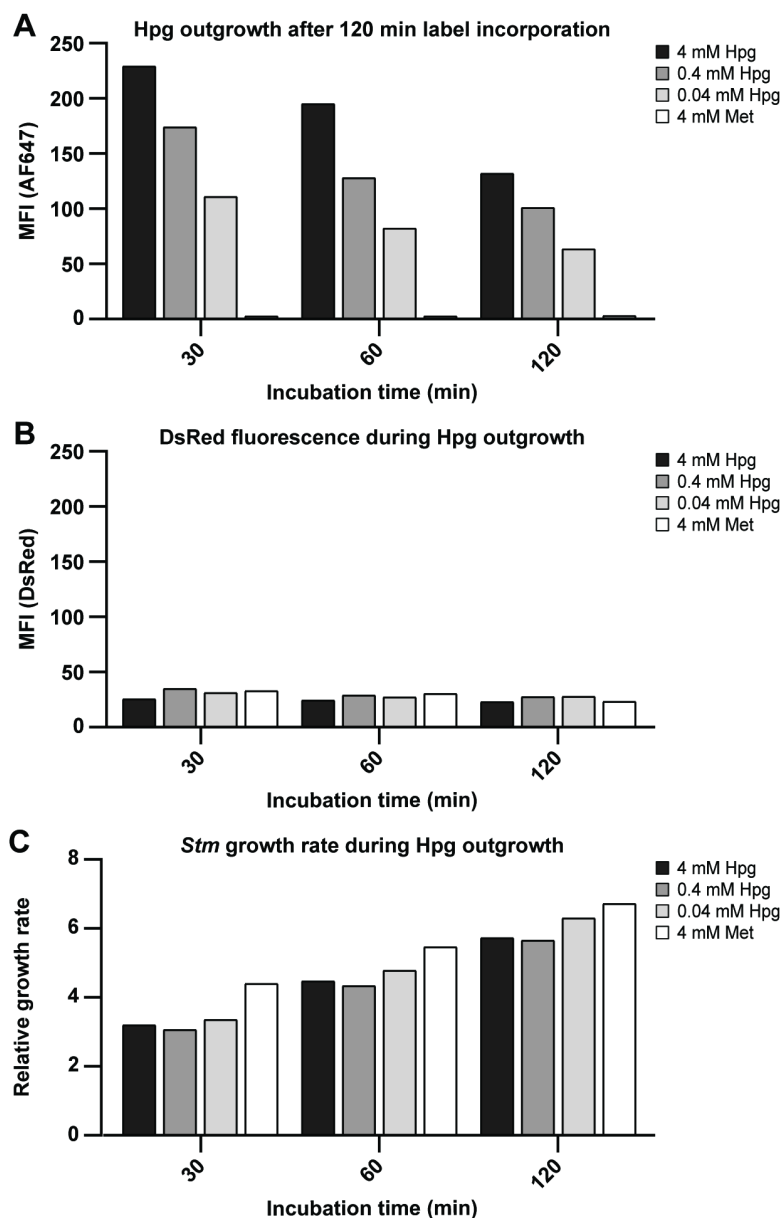 A
Hpg outgrowth after 120 min label incorporation
250
200
150
100
50
0
MFI (AF647)
30
60
120
Incubation time (min)
4 mM Hpg
0.4 mM Hpg
0.04 mM Hpg
4 mM Met
B
DsRed fluorescence during Hpg outgrowth
250
200
150
100
50
0
MFI (DsRed)
30
60
120
Incubation time (min)
4 mM Hpg
0.4 mM Hpg
0.04 mM Hpg
4 mM Met
C
Stm growth rate during Hpg outgrowth
8
6
4
2
0
Relative growth rate
30
60
120
Incubation time (min)
4 mM Hpg
0.4 mM Hpg
0.04 mM Hpg
4 mM Met